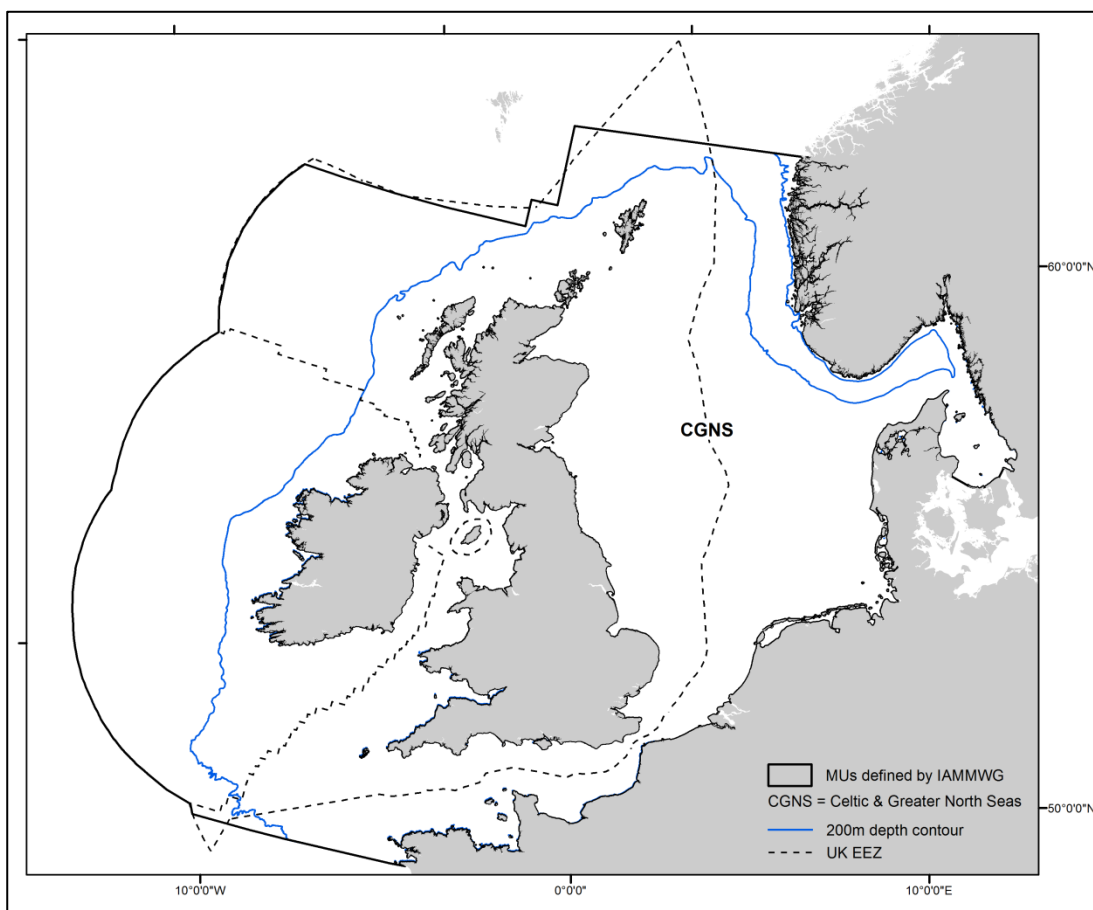 60°0'0"N
CGNS
MUs defined by IAMMWG
CGNS = Celtic & Greater North Seas
50°0'0"N
200m depth contour
UK EEZ
10°0'0"W
0°0'0"
10°0'0"E